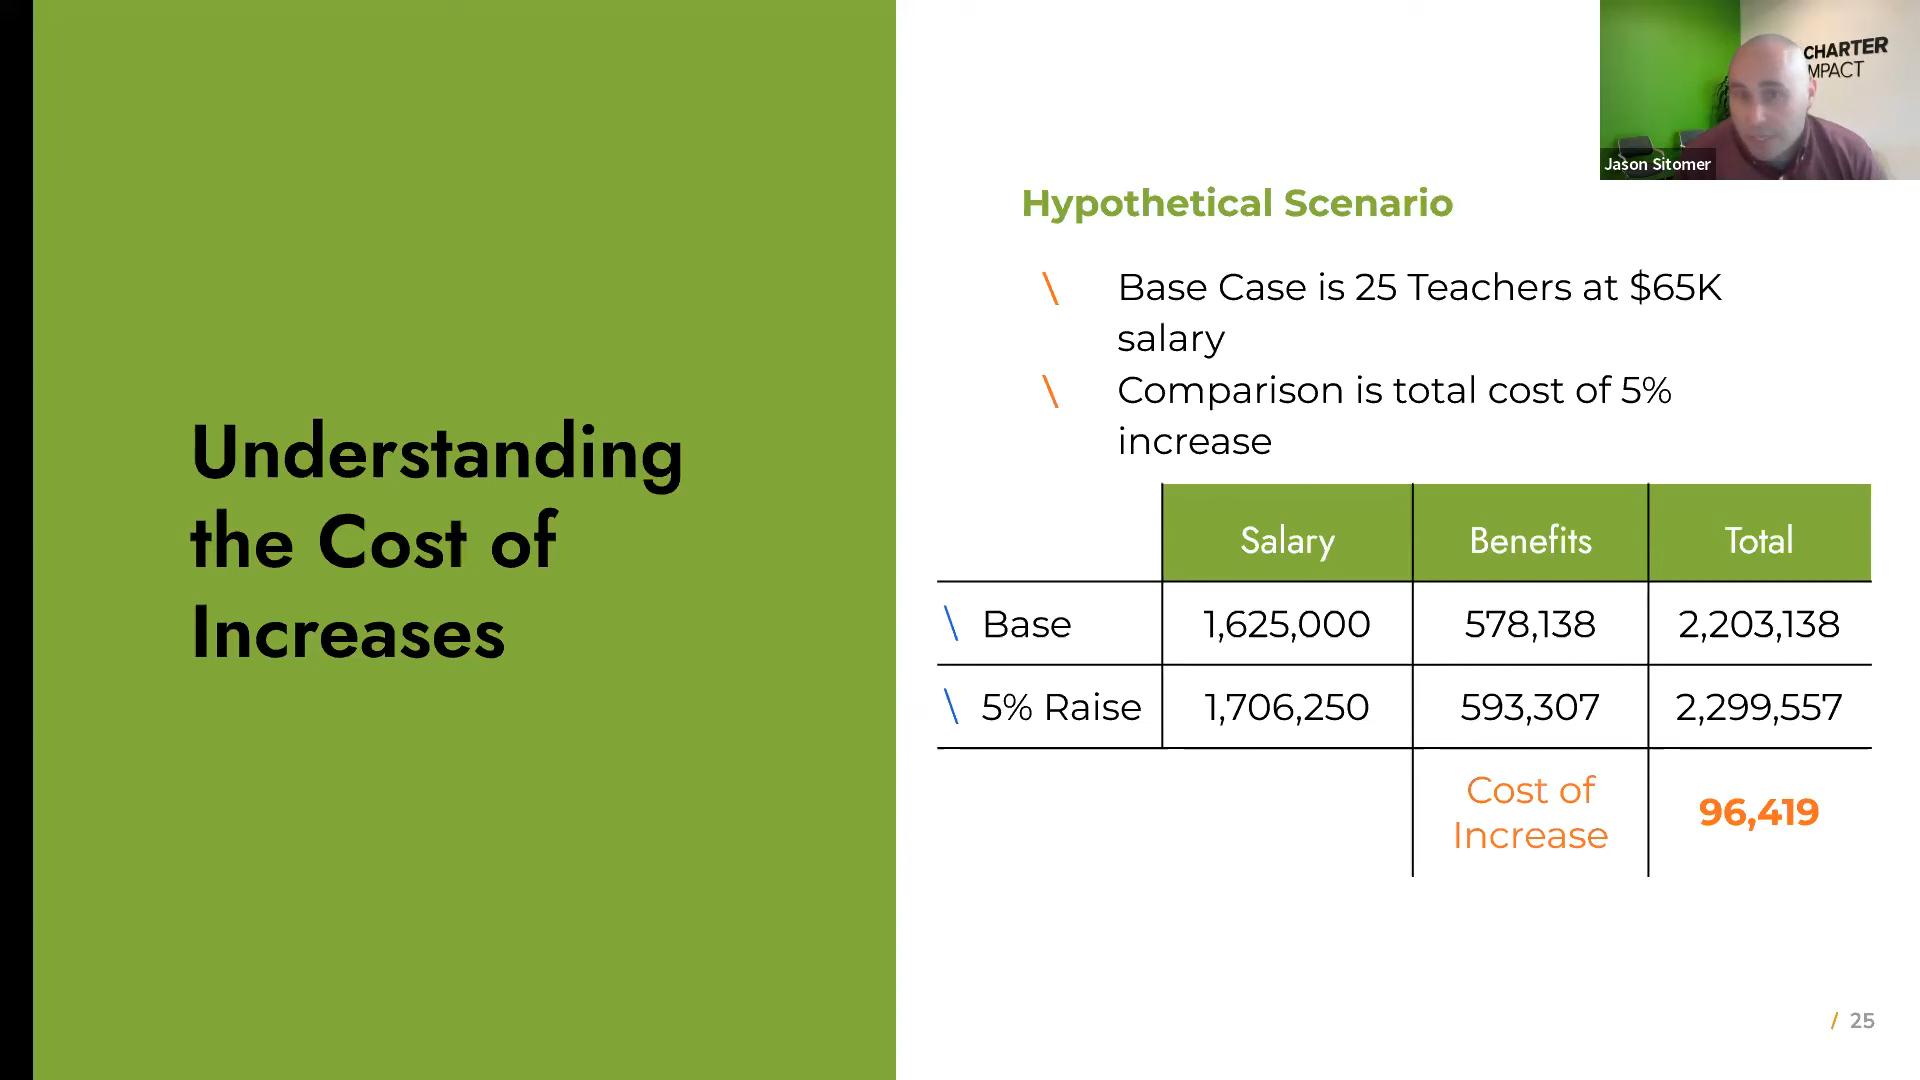 Understanding
the Cost of
Increases
CHARTER
MPACT
Jason Sitomer
Hypothetical Scenario
\ Base Case is 25 Teachers at $65K
salary
\ Comparison is total cost of 5%
increase
Salary Benefits Total
\ Base 1,625,000 578,138 2,203,138
\ 5% Raise 1,706,250 593,307 2,299,557
Cost of
Increase 96,419
/ 25